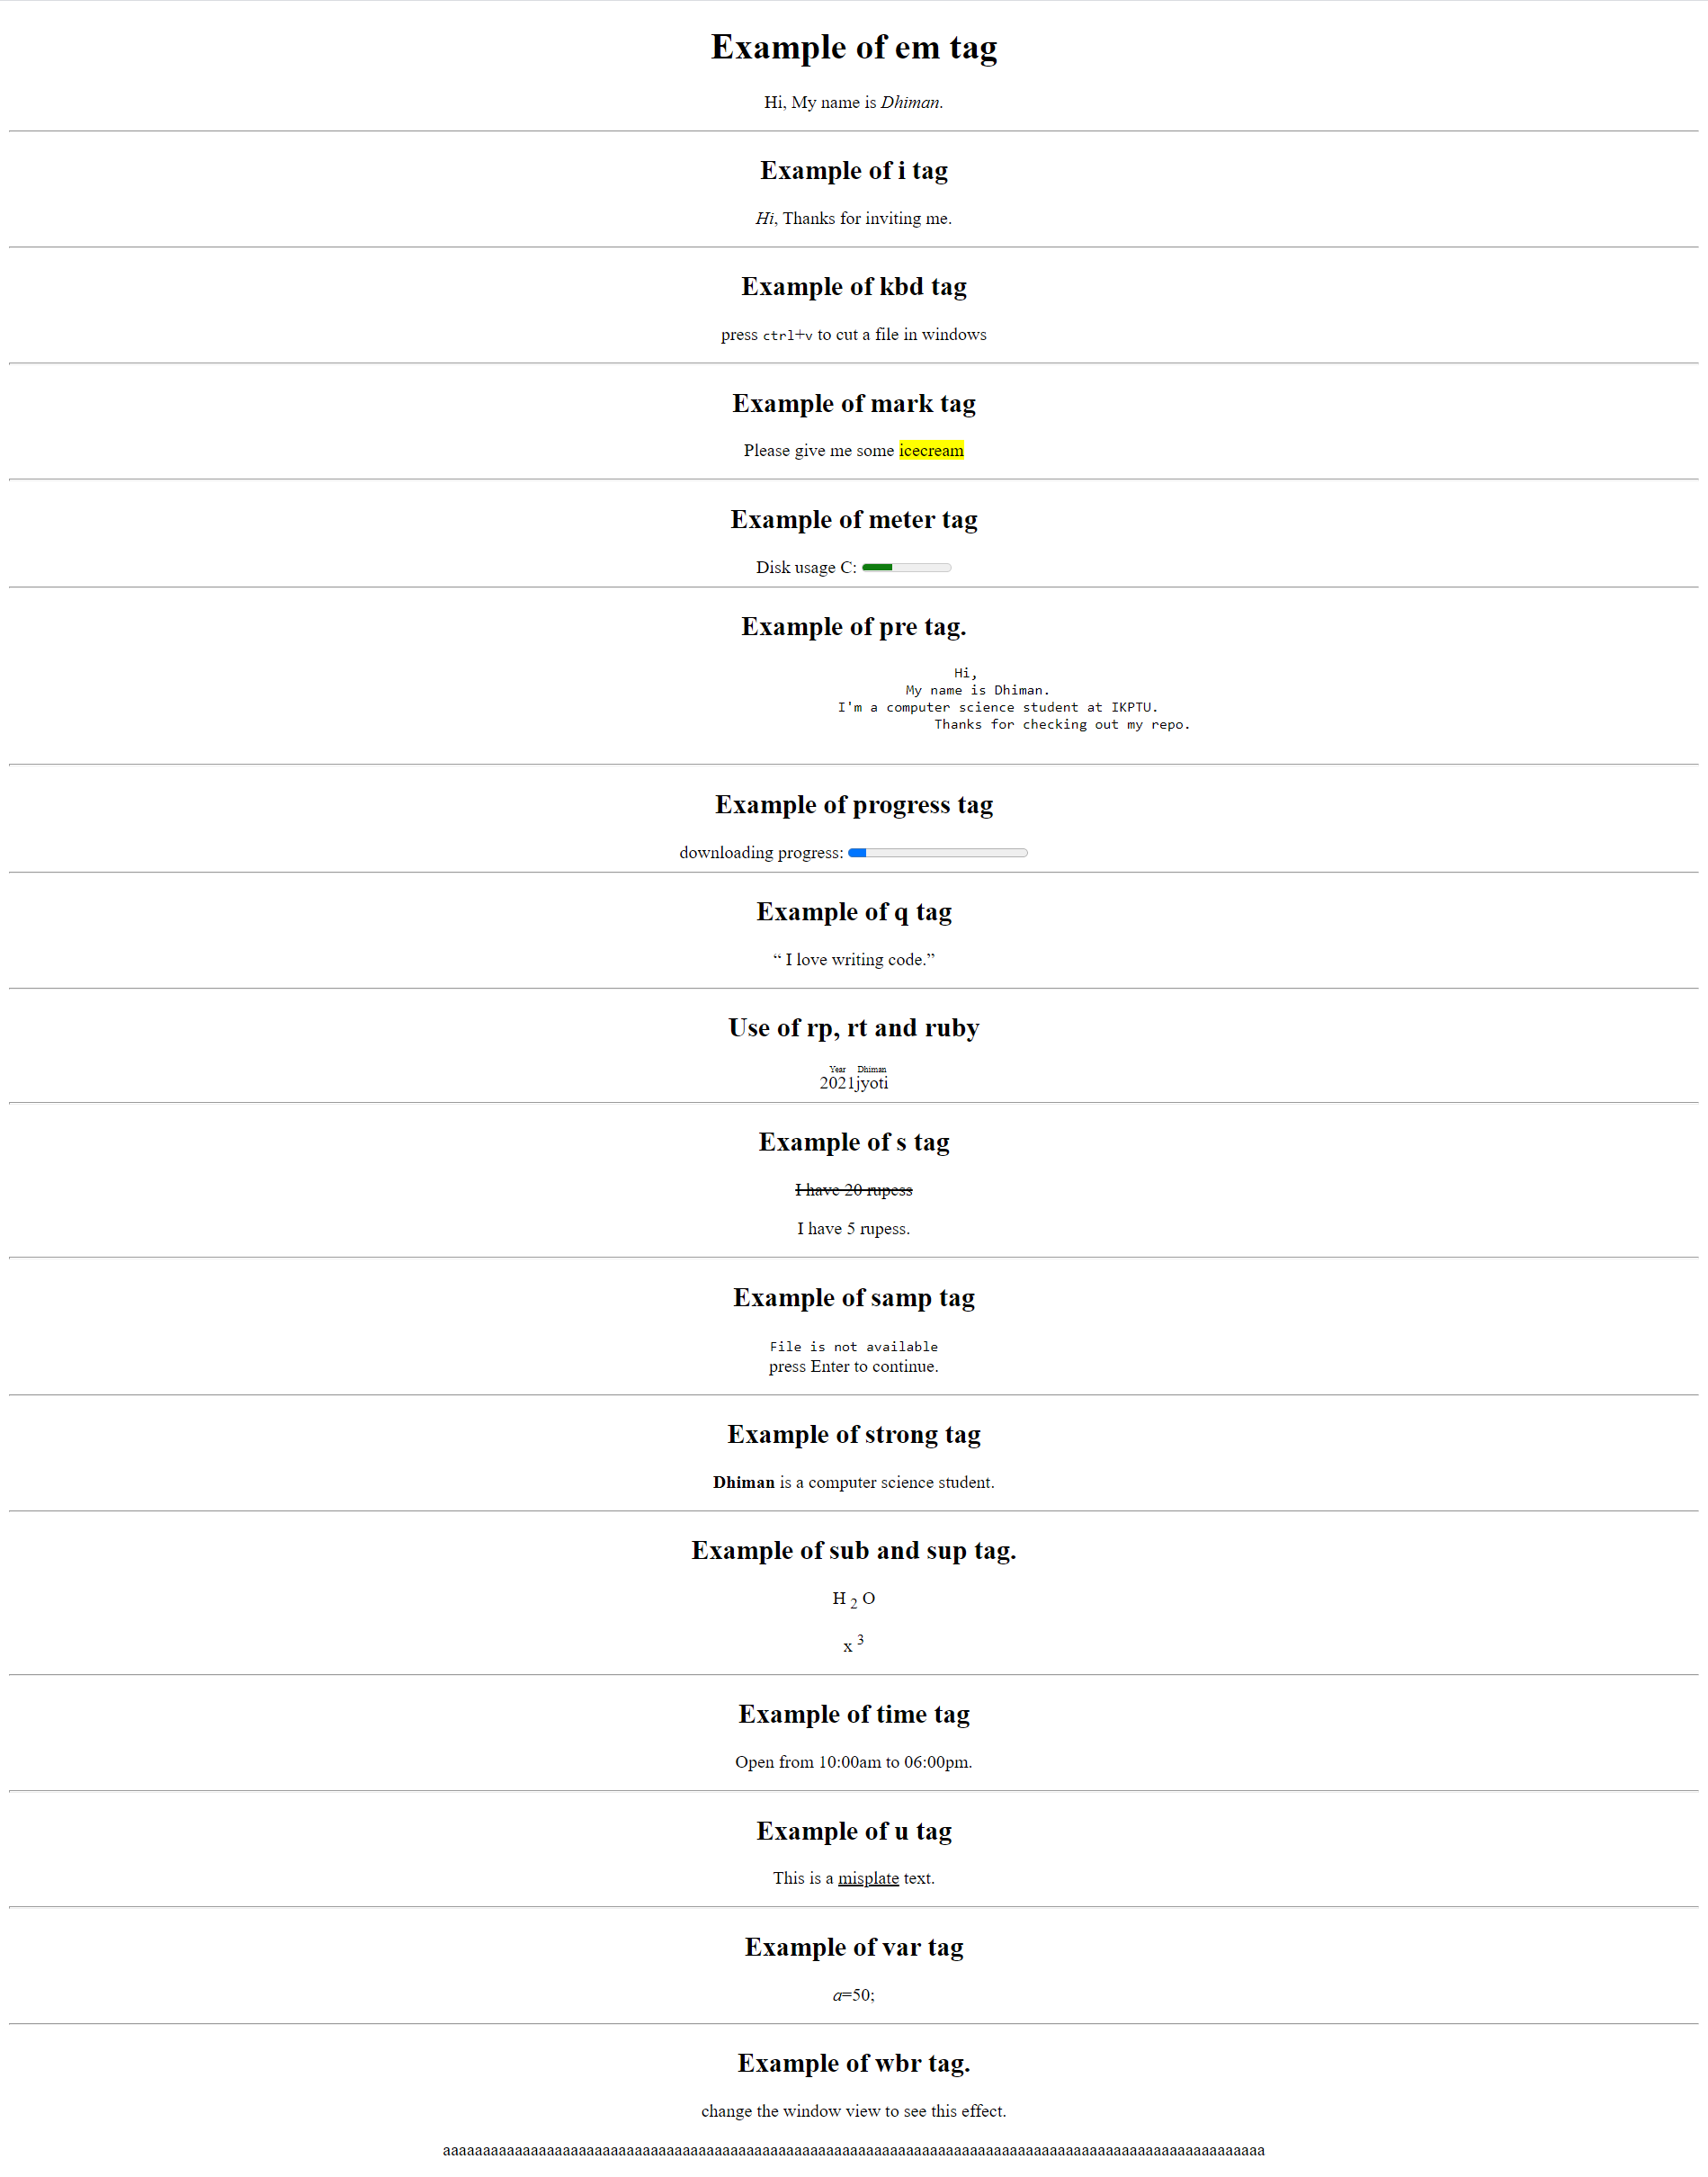 Example of em tag
Hi, My name is Dhiman.
Example of i tag
Hi, Thanks for inviting me.
Example of kbd tag
press ctrl+v to cut a file in windows
Example of mark tag
Please give me some icecream
Example of meter tag
Disk usage C:
Example of pre tag.
Hi,
My name is Dhiman.
I'm a computer science student at IKPTU.
Thanks for checking out my repo.
Example of progress tag
downloading progress:
Example of q tag
“ I love writing code.”
Use of rp, rt and ruby
Year Dhiman
2021jyoti
Example of s tag
I have 20 rupess
I have 5 rupess.
Example of samp tag
File is not available
press Enter to continue.
Example of strong tag
Dhiman is a computer science student.
Example of sub and sup tag.
H 2 O
x 3
Example of time tag
Open from 10:00am to 06:00pm.
Example of u tag
This is a misplate text.
Example of var tag
a=50;
Example of wbr tag.
change the window view to see this effect.
aaaaaaaaaaaaaaaaaaaaaaaaaaaaaaaaaaaaaaaaaaaaaaaaaaaaaaaaaaaaaaaaaaaaaaaaaaaaaaaaaaaaaaaaaaaaaaaaaaaaaaa